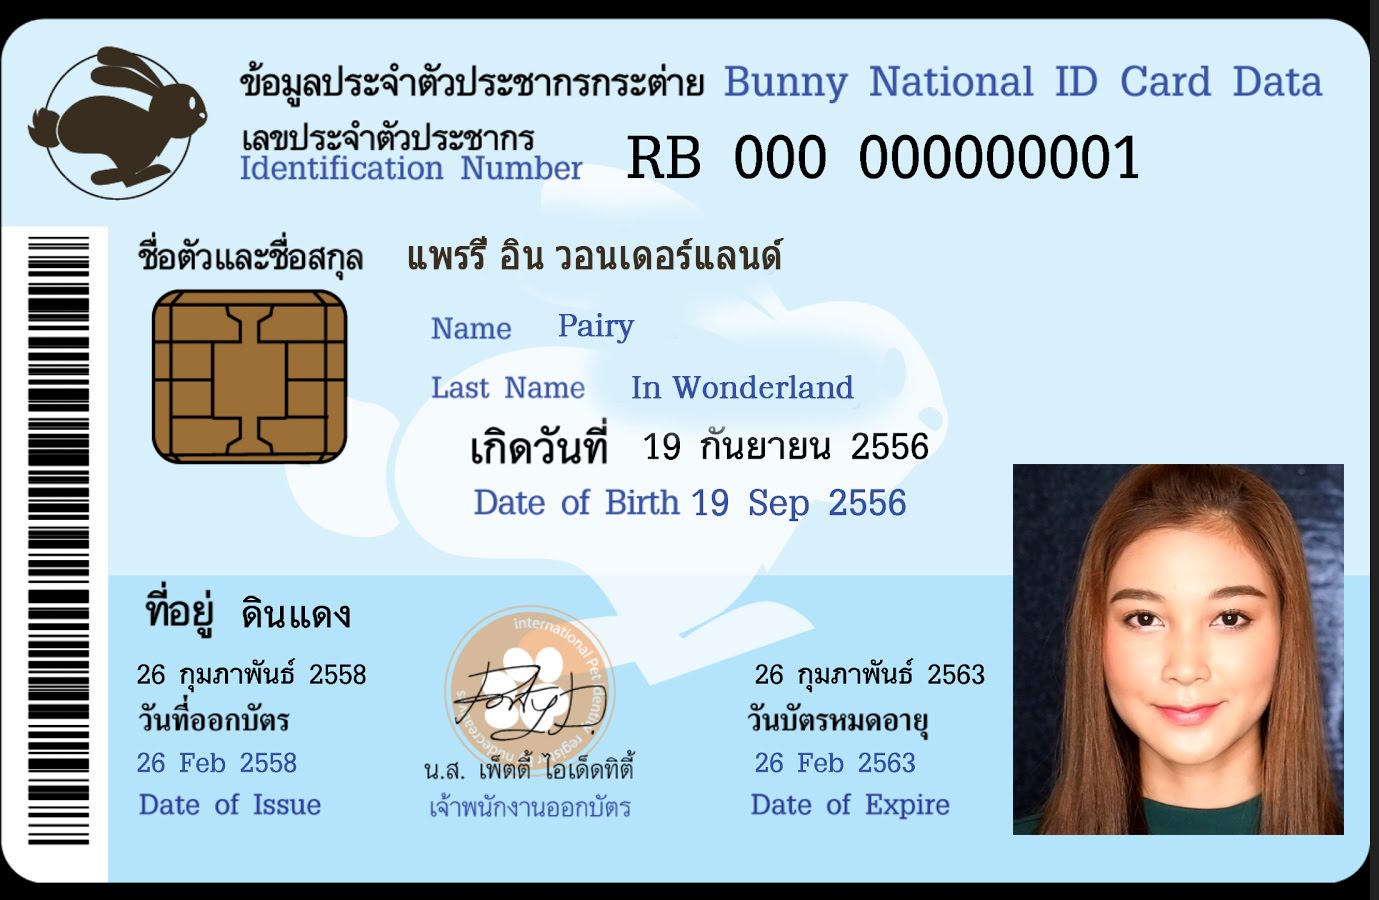 ข้อมูลประจำตัวประชากรกระต่าย Bunny National ID Card Data
เลขประจำตัวประชากร
Identification Number RB 000 000000001
ชื่อตัวและชื่อสกุล แพรรี่ อิน วอนเดอร์แลนด์
Name Pairy
Last Name In Wonderland
เกิดวันที่ 19 กันยายน 2556
Date of Birth 19 Sep 2556
ที่อยู่ ดินแดง
26 กุมภาพันธ์ 2558
วันที่ออกบัตร
26 Feb 2558
Date of Issue
international Pet
น.ส. เพ็ตตี้ ไอเด็ดทิตี้
เจ้าพนักงานออกบัตร
26 กุมภาพันธ์ 2563
วันบัตรหมดอายุ
26 Feb 2563
Date of Expire